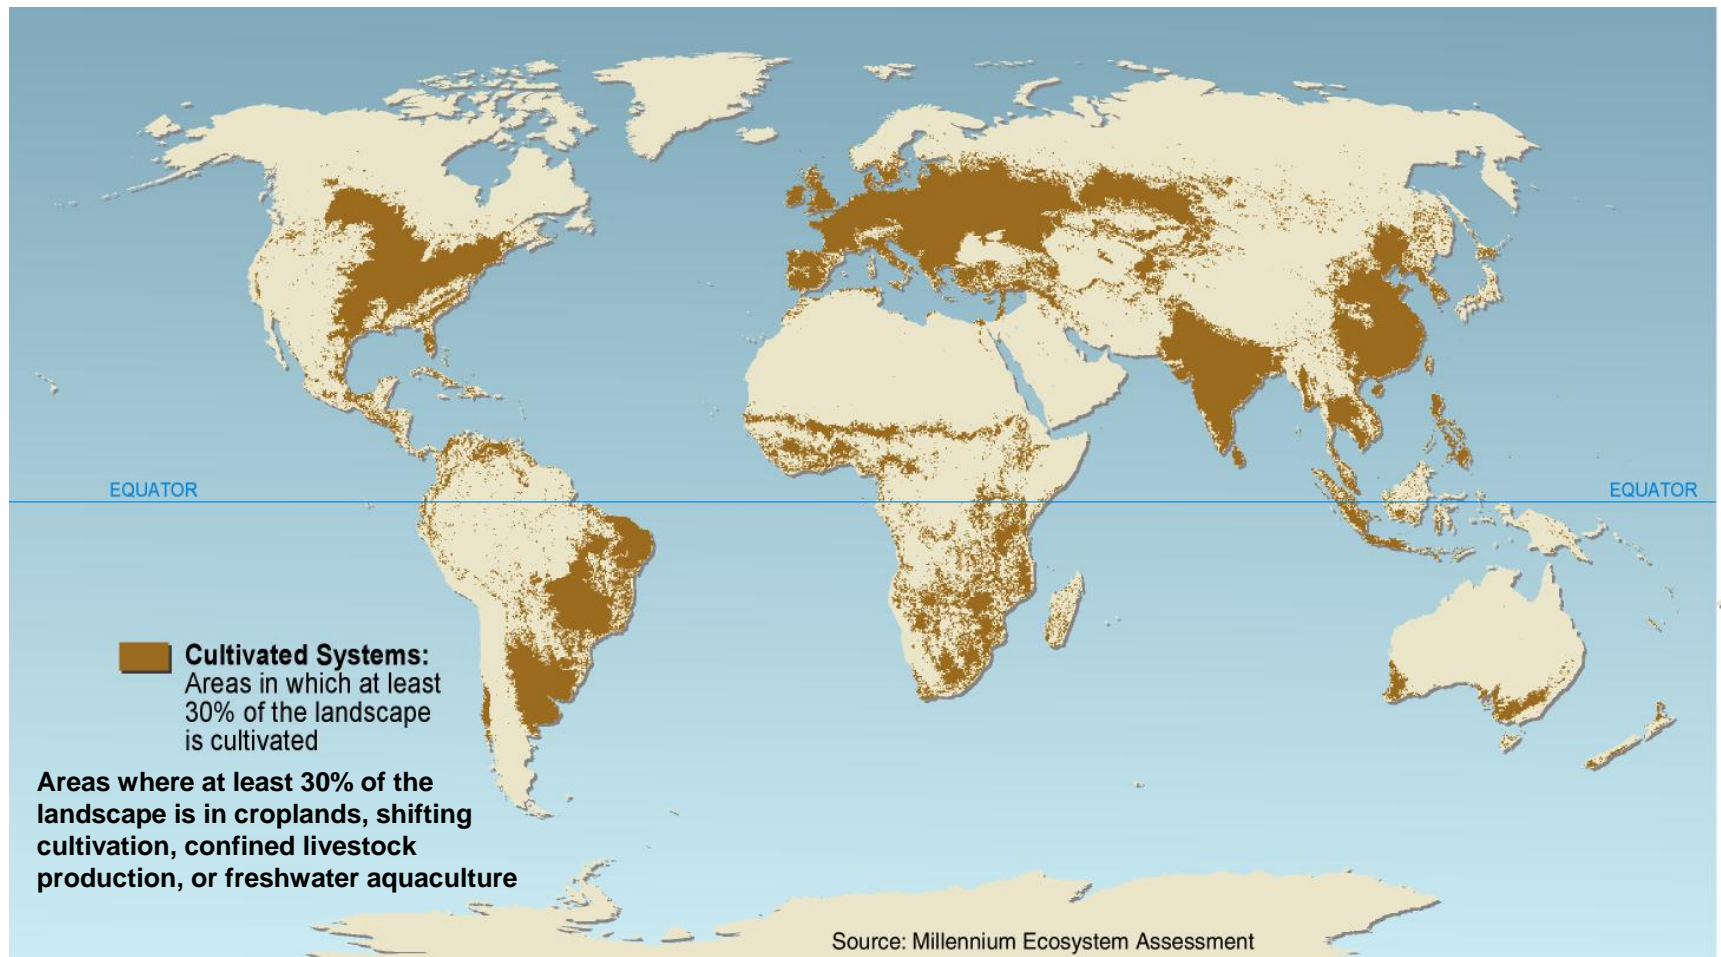 EQUATOR
EQUATOR
Cultivated Systems:
Areas in which at least
30% of the landscape
is cultivated
Areas where at least 30% of the
landscape is in croplands, shifting
cultivation, confined livestock
production, or freshwater aquaculture
Source: Millennium Ecosystem Assessment